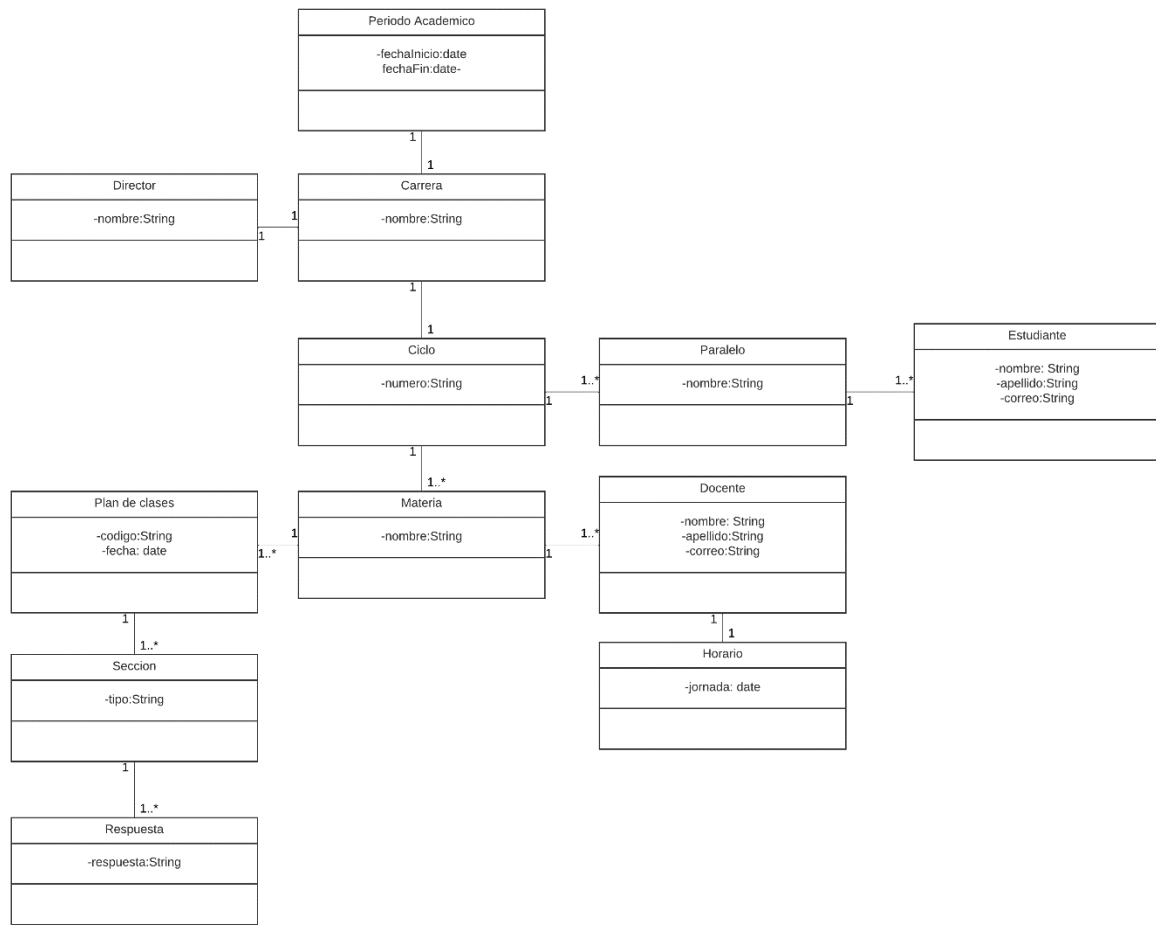 Periodo Academico
-fechaInicio:date
fechaFin:date-
1
1
Director
-nombre:String
1
1
Carrera
-nombre:String
1
1
Ciclo
-numero:String
1..*
1
Paralelo
-nombre:String
1..*
1
Estudiante
-nombre: String
-apellido:String
-correo:String
1
1..*
Plan de clases
-codigo:String
-fecha: date
1
1..*
Materia
-nombre:String
1..*
1
Docente
-nombre: String
-apellido:String
-correo:String
1
1
Horario
-jornada: date
1
1..*
Seccion
-tipo:String
1
1..*
Respuesta
-respuesta:String